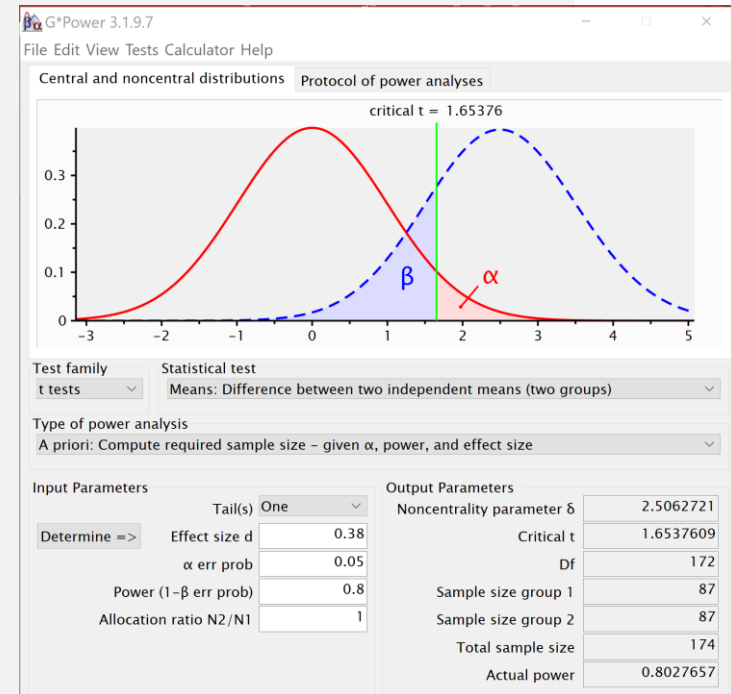 G*Power 3.1.9.7
File Edit View Tests Calculator Help
Central and noncentral distributions Protocol of power analyses
critical t = 1.65376
0.3
0.2
0.1
0
β
α
-3 -2 -1 0 1 2 3 4 5
Test family Statistical test
t tests Means: Difference between two independent means (two groups)
Type of power analysis
A priori: Compute required sample size – given α, power, and effect size
Input Parameters
Tail(s) One
Determine => Effect size d 0.38
α err prob 0.05
Power (1-β err prob) 0.8
Allocation ratio N2/N1 1
Output Parameters
Noncentrality parameter δ 2.5062721
Critical t 1.6537609
Df 172
Sample size group 1 87
Sample size group 2 87
Total sample size 174
Actual power 0.8027657